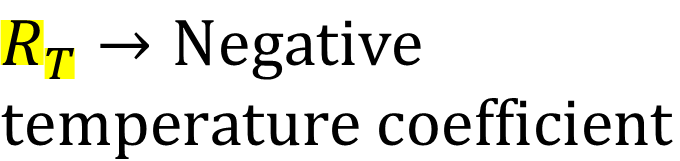 R_T → Negative
temperature coefficient